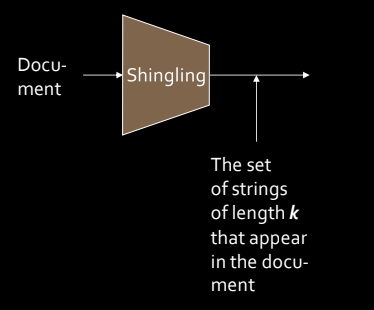 Docu-
ment
Shingling
The set
of strings
of length k
that appear
in the docu-
ment